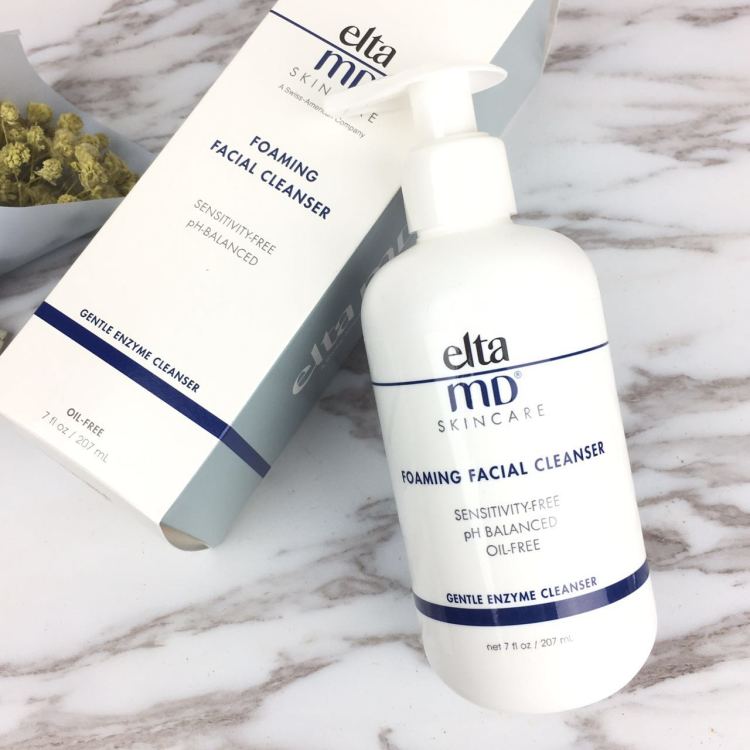 elta
MD
SKINCARE
A Swiss-American Company
FOAMING
FACIAL CLEANSER
SENSITIVITY-FREE
pH-BALANCED
GENTLE ENZYME CLEANSER
OIL-FREE
7 fl oz / 207 mL
elta MD
elta
MD®
SKINCARE
FOAMING FACIAL CLEANSER
SENSITIVITY-FREE
pH BALANCED
OIL-FREE
GENTLE ENZYME CLEANSER
net 7 fl oz / 207 mL